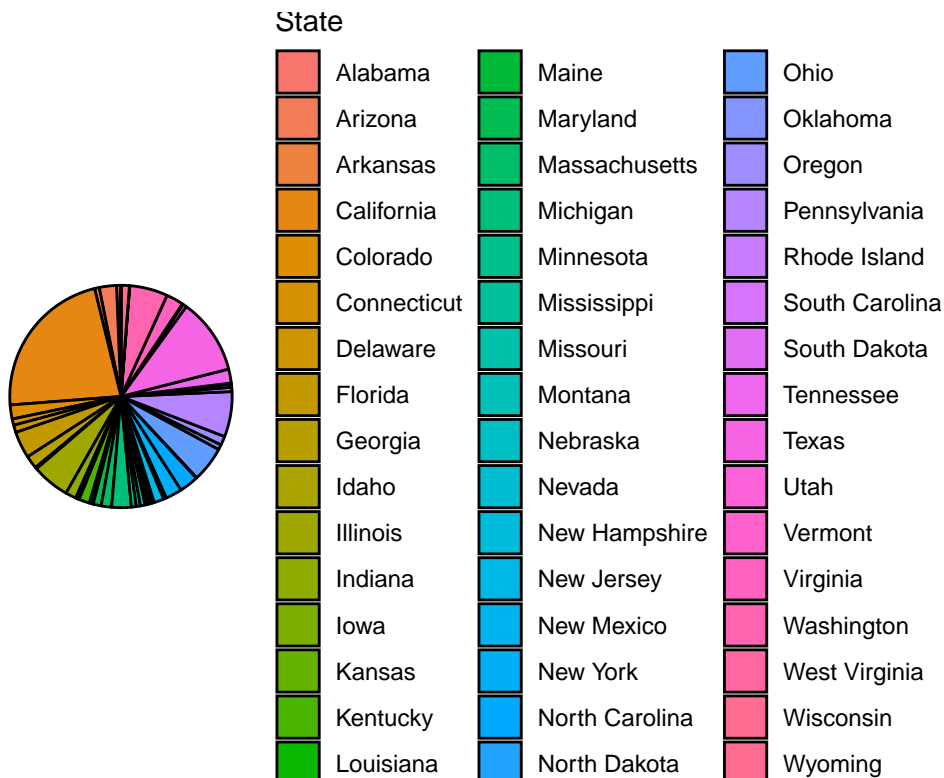 State
Alabama
Arizona
Arkansas
California
Colorado
Connecticut
Delaware
Florida
Georgia
Idaho
Illinois
Indiana
Iowa
Kansas
Kentucky
Louisiana
Maine
Maryland
Massachusetts
Michigan
Minnesota
Mississippi
Missouri
Montana
Nebraska
Nevada
New Hampshire
New Jersey
New Mexico
New York
North Carolina
North Dakota
Ohio
Oklahoma
Oregon
Pennsylvania
Rhode Island
South Carolina
South Dakota
Tennessee
Texas
Utah
Vermont
Virginia
Washington
West Virginia
Wisconsin
Wyoming